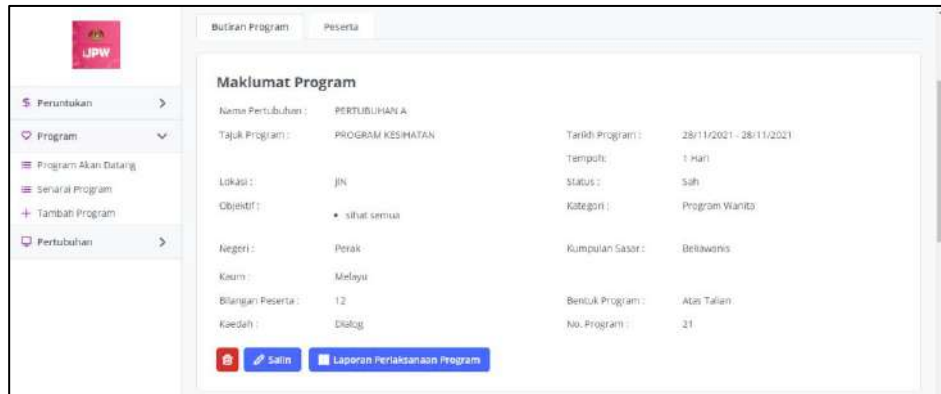 Butiran Program Peserta
iJPW
Maklumat Program
Peruntukan
Nama Pertubuhan : PERTUBUHAN A
Program
Tajuk Program : PROGRAM KESIHATAN Tarikh Program : 28/11/2021 - 28/11/2021
Tempoh: 1 Hari
Program Akan Datang
Lokasi : JIN Status : Sah
Senarai Program
Objektif : Kategori : Program Wanita
• sihat semua
Tambah Program
Pertubuhan
Negeri : Perak Kumpulan Sasar : Beliawanis
Kaum : Melayu
Bilangan Peserta : 12 Bentuk Program : Atas Talian
Kaedah : Dialog No. Program : 21
Salin Laporan Perlaksanaan Program